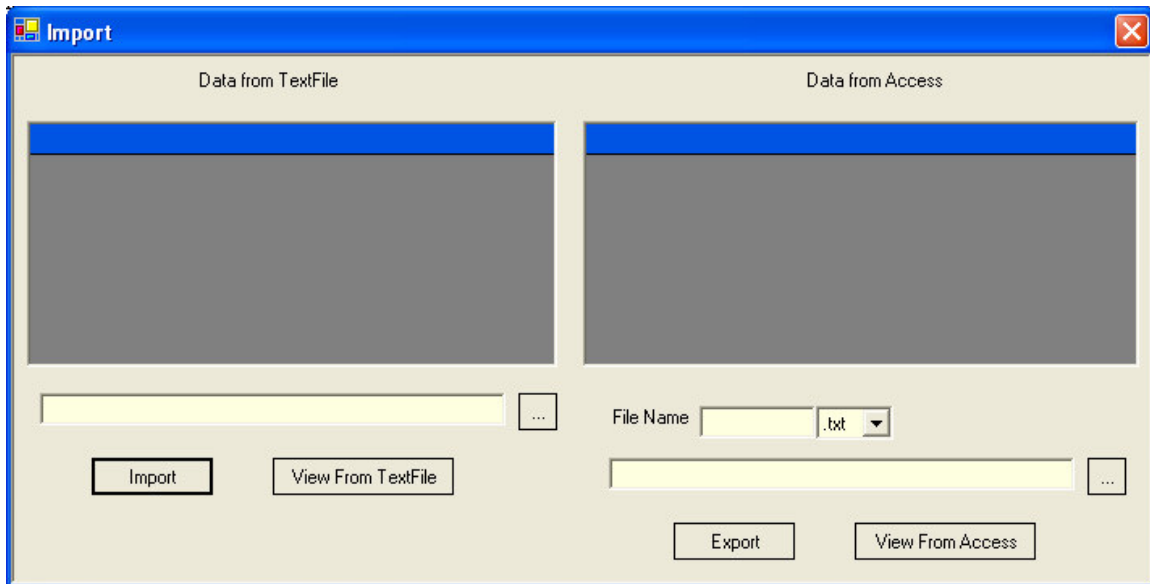 Import
Data from TextFile
Data from Access
...
File Name
.txt
Import
View From TextFile
...
Export
View From Access